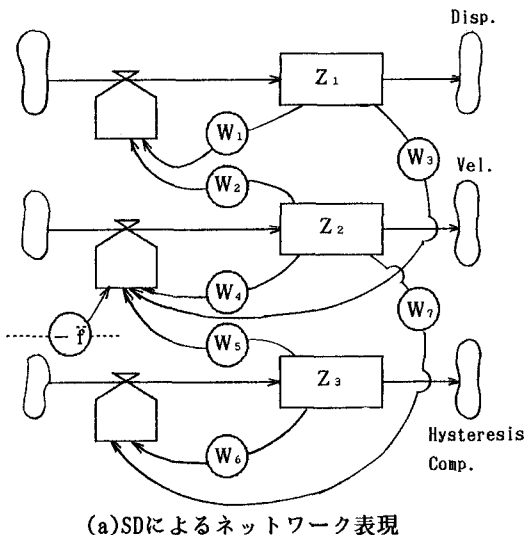 Disp.
Z₁
W₁
W₃
W₂
Vel.
Z₂
W₄
W₇
−f̈
W₅
Z₃
W₆
Hysteresis
Comp.
(a)SDによるネットワーク表現